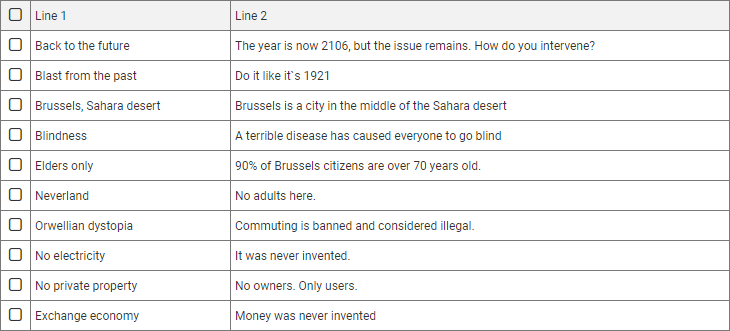 Line 1 Line 2
Back to the future The year is now 2106, but the issue remains. How do you intervene?
Blast from the past Do it like it`s 1921
Brussels, Sahara desert Brussels is a city in the middle of the Sahara desert
Blindness A terrible disease has caused everyone to go blind
Elders only 90% of Brussels citizens are over 70 years old.
Neverland No adults here.
Orwellian dystopia Commuting is banned and considered illegal.
No electricity It was never invented.
No private property No owners. Only users.
Exchange economy Money was never invented